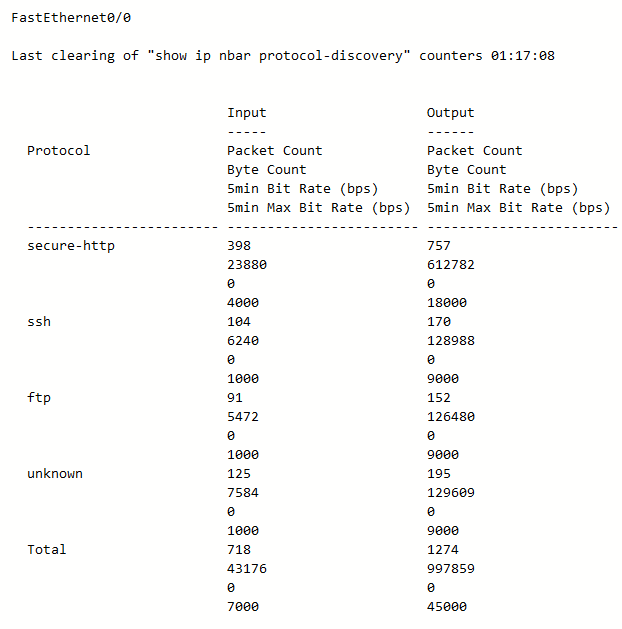 FastEthernet0/0
Last clearing of "show ip nbar protocol-discovery" counters 01:17:08
Input Output
----- ------
Protocol Packet Count Packet Count
Byte Count Byte Count
5min Bit Rate (bps) 5min Bit Rate (bps)
5min Max Bit Rate (bps) 5min Max Bit Rate (bps)
------------------------ ------------------------ ------------------------
secure-http 398 757
23880 612782
0 0
4000 18000
ssh 104 170
6240 128988
0 0
1000 9000
ftp 91 152
5472 126480
0 0
1000 9000
unknown 125 195
7584 129609
0 0
1000 9000
Total 718 1274
43176 997859
0 0
7000 45000